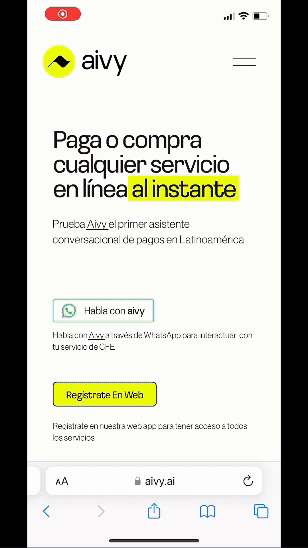 aivy
Paga o compra
cualquier servicio
en línea al instante
Prueba Aivy el primer asistente
conversacional de pagos en Latinoamérica
Habla con aivy
Habla con Aivy a través de WhatsApp para interactuar con
tu servicio de CFE.
Regístrate En Web
Regístrate en nuestra web app para tener acceso a todos
los servicios
AA
aivy.ai